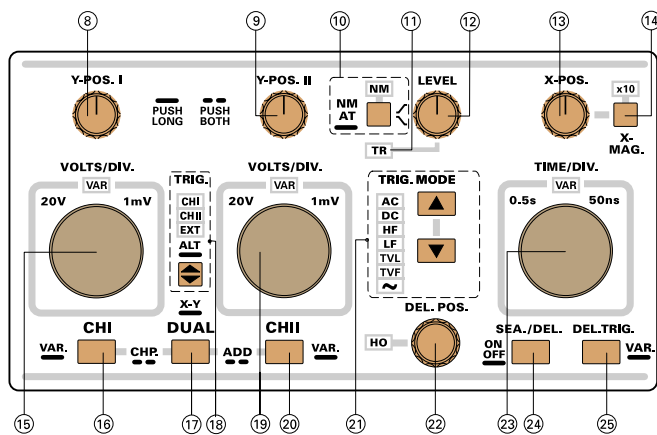 8 9 10 11 12 13 14
Y-POS. I
PUSH LONG
PUSH BOTH
Y-POS. II
NM AT
NM
LEVEL
TR
X-POS.
x10
X-MAG.
VOLTS/DIV.
VAR
20V 1mV
TRIG.
CHI
CHII
EXT
ALT
X-Y
VOLTS/DIV.
VAR
20V 1mV
TRIG. MODE
AC
DC
HF
LF
TVL
TVF
~
TIME/DIV.
VAR
0.5s 50ns
VAR.
CHI
CHP.
DUAL
ADD
CHII
VAR.
HO
DEL. POS.
ON OFF
SEA./DEL.
DEL.TRIG.
VAR.
15 16 17 18 19 20 21 22 23 24 25